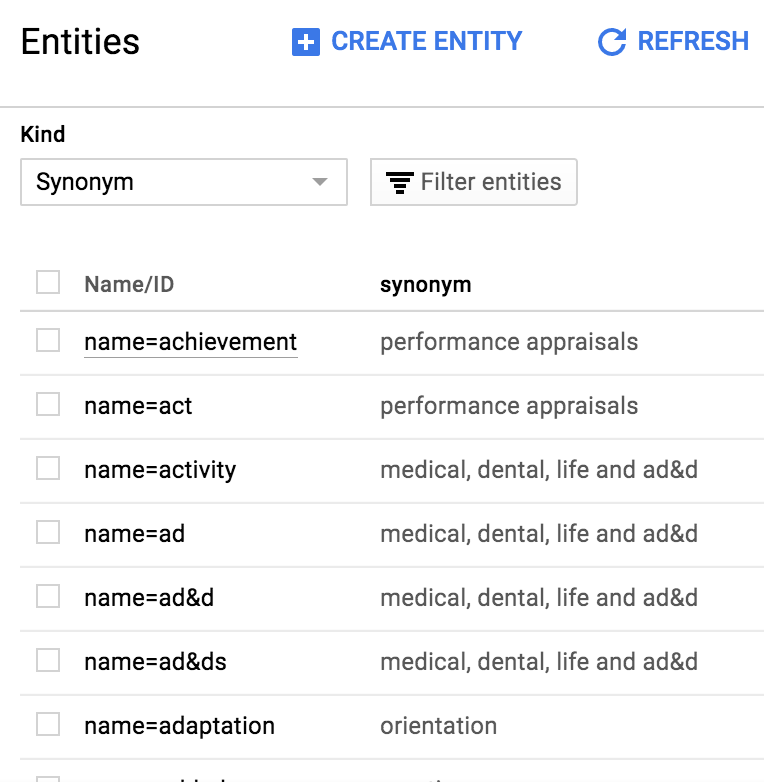 Entities CREATE ENTITY REFRESH
Kind
Synonym Filter entities
Name/ID synonym
name=achievement performance appraisals
name=act performance appraisals
name=activity medical, dental, life and ad&d
name=ad medical, dental, life and ad&d
name=ad&d medical, dental, life and ad&d
name=ad&ds medical, dental, life and ad&d
name=adaptation orientation